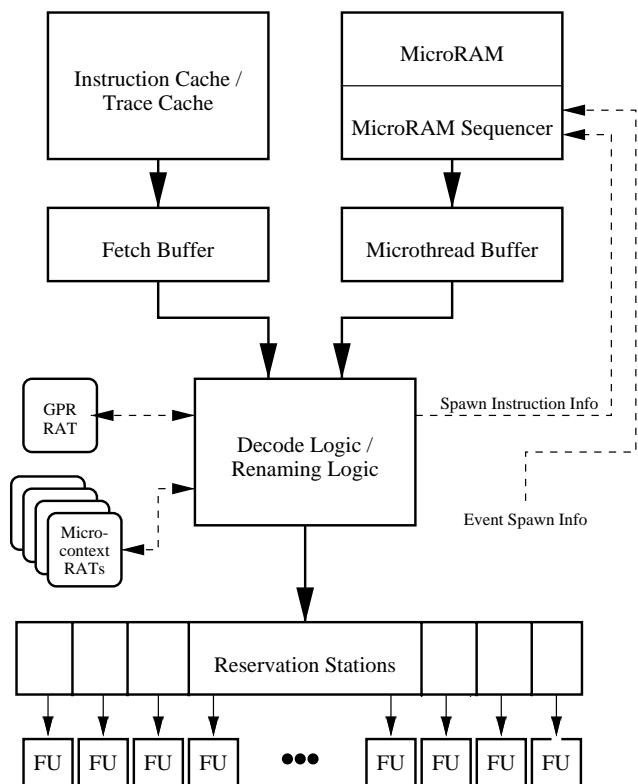 Instruction Cache /
Trace Cache
MicroRAM
MicroRAM Sequencer
Fetch Buffer
Microthread Buffer
GPR
RAT
Decode Logic /
Renaming Logic
Spawn Instruction Info
Event Spawn Info
Micro-
context
RATs
Reservation Stations
FU FU FU FU FU FU FU FU